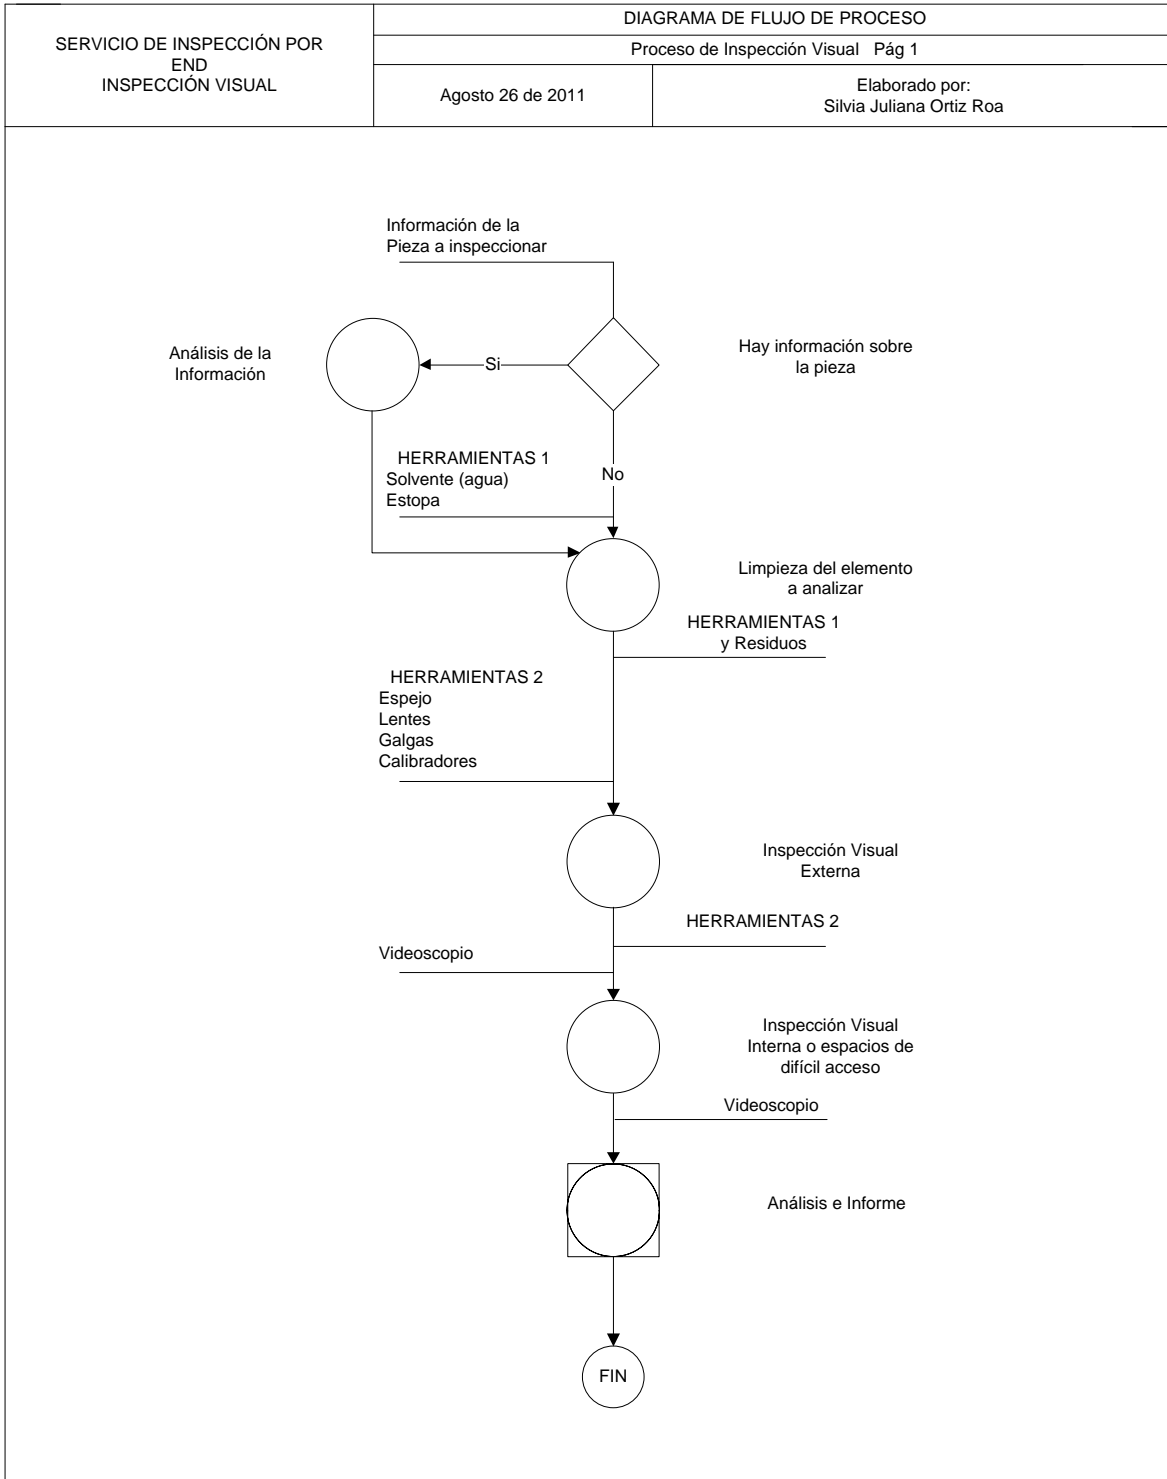 SERVICIO DE INSPECCIÓN POR
END
INSPECCIÓN VISUAL
DIAGRAMA DE FLUJO DE PROCESO
Proceso de Inspección Visual   Pág 1
Agosto 26 de 2011
Elaborado por:
Silvia Juliana Ortiz Roa
Información de la
Pieza a inspeccionar
Análisis de la
Información
Si
Hay información sobre
la pieza
HERRAMIENTAS 1
Solvente (agua)
Estopa
No
Limpieza del elemento
a analizar
HERRAMIENTAS 1
y Residuos
HERRAMIENTAS 2
Espejo
Lentes
Galgas
Calibradores
Inspección Visual
Externa
HERRAMIENTAS 2
Videoscopio
Inspección Visual
Interna o espacios de
difícil acceso
Videoscopio
Análisis e Informe
FIN